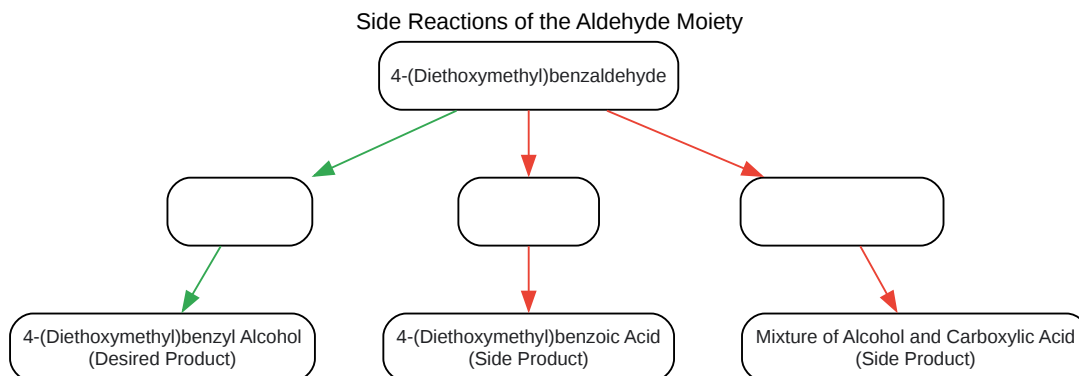 Side Reactions of the Aldehyde Moiety
4-(Diethoxymethyl)benzaldehyde
4-(Diethoxymethyl)benzyl Alcohol
(Desired Product)
4-(Diethoxymethyl)benzoic Acid
(Side Product)
Mixture of Alcohol and Carboxylic Acid
(Side Product)